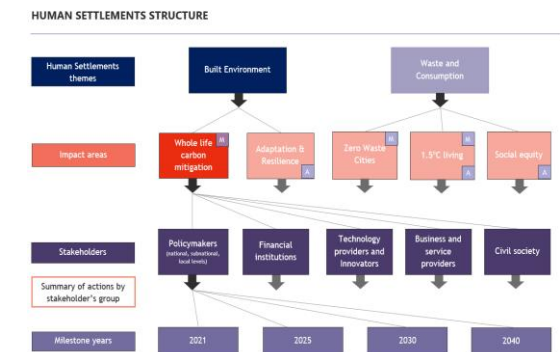 HUMAN SETTLEMENTS STRUCTURE
Human Settlements
themes
Built Environment
Waste and
Consumption
Impact areas
Whole life
carbon
mitigation
M
Adaptation &
Resilience
A
Zero Waste
Cities
M
1.5°C living
M
A
Social equity
A
Stakeholders
Policymakers
(national, subnational,
local levels)
Financial
institutions
Technology
providers and
Innovators
Business and
service
providers
Civil society
Summary of actions by
stakeholder's group
Milestone years
2021
2025
2030
2040